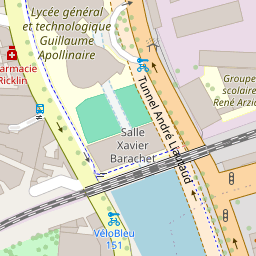 Lycée général
et technologique
Guillaume
Apollinaire
Pharmacie
Ricklin
Groupe
scolaire
René Arzia
Tunnel André Liautaud
Salle
Xavier
Baracher
VéloBleu
151